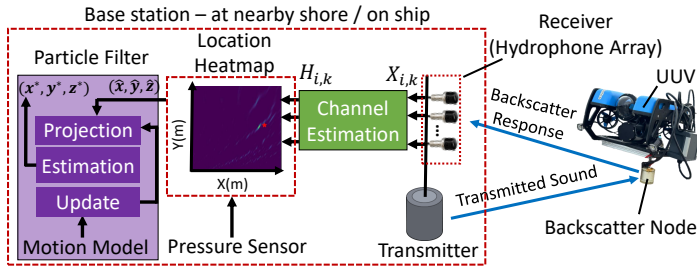 Base station – at nearby shore / on ship
Receiver
(Hydrophone Array)
UUV
Particle Filter
Location
Heatmap
(x*, y*, z*)
(x̂, ŷ, ẑ)
H_{i,k}
X_{i,k}
Projection
Estimation
Update
Motion Model
Y(m)
X(m)
Channel
Estimation
Backscatter
Response
Transmitted Sound
Pressure Sensor
Transmitter
Backscatter Node